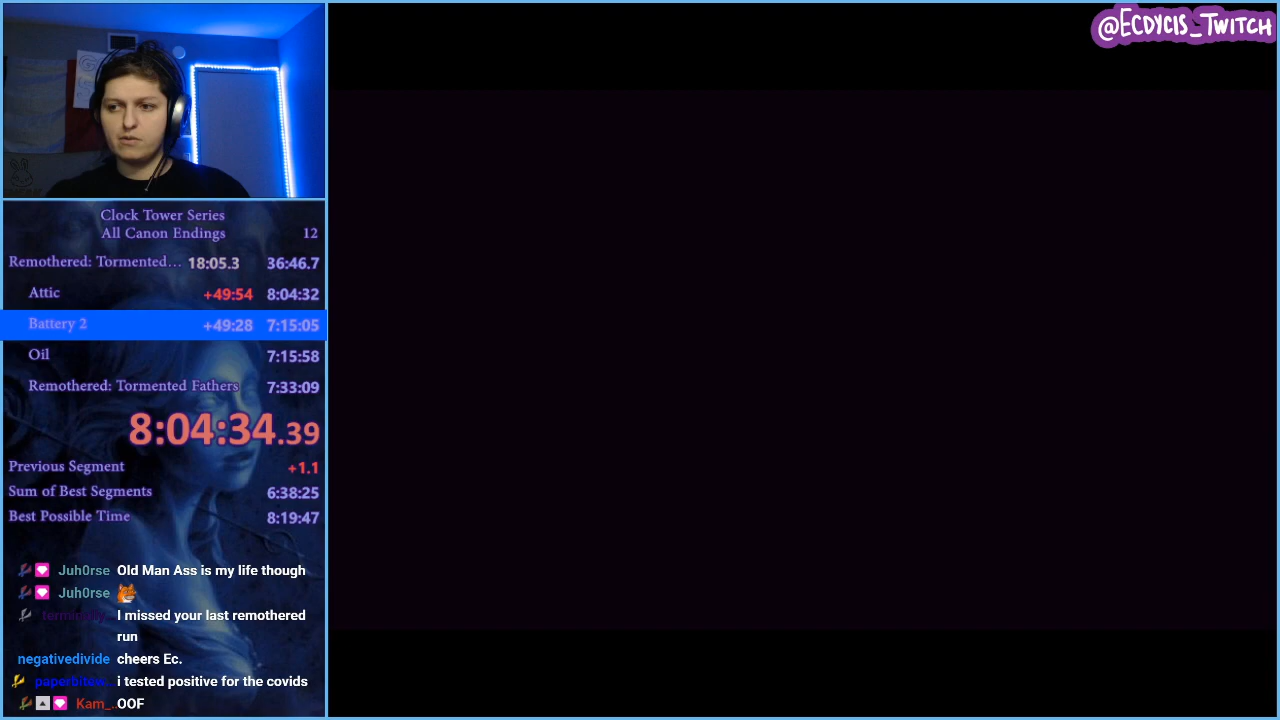 @ECDYCIS_TWITCH
Clock Tower Series
All Canon Endings 12
Remothered: Tormented... 18:05.3 36:46.7
Attic +49:54 8:04:32
Battery 2 +49:28 7:15:05
Oil 7:15:58
Remothered: Tormented Fathers 7:33:09
8:04:34.39
Previous Segment +1.1
Sum of Best Segments 6:38:25
Best Possible Time 8:19:47
Juh0rse Old Man Ass is my life though
Juh0rse
I missed your last remothered
run
negativedivide cheers Ec.
i tested positive for the covids
Kam_... OOF